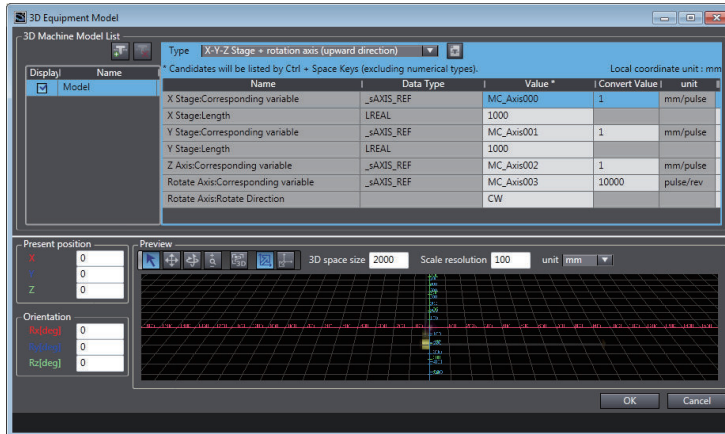 3D Equipment Model
3D Machine Model List
Type X-Y-Z Stage + rotation axis (upward direction)
* Candidates will be listed by Ctrl + Space Keys (excluding numerical types). Local coordinate unit : mm
Display Name
Model
Name Data Type Value * Convert Value unit
X Stage:Corresponding variable _sAXIS_REF MC_Axis000 1 mm/pulse
X Stage:Length LREAL 1000
Y Stage:Corresponding variable _sAXIS_REF MC_Axis001 1 mm/pulse
Y Stage:Length LREAL 1000
Z Axis:Corresponding variable _sAXIS_REF MC_Axis002 1 mm/pulse
Rotate Axis:Corresponding variable _sAXIS_REF MC_Axis003 10000 pulse/rev
Rotate Axis:Rotate Direction CW
Present position
X 0
0
Z 0
Orientation
Rx[deg] 0
0
Rz[deg] 0
Preview
3D space size 2000 Scale resolution 100 unit mm
OK Cancel